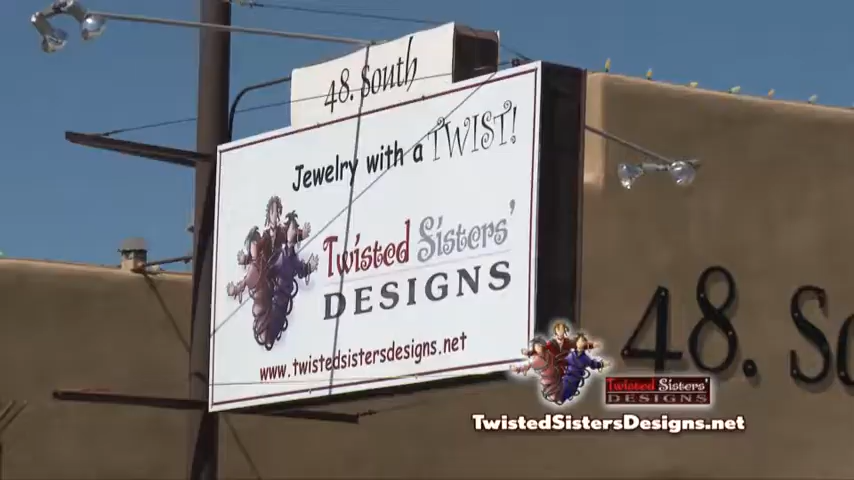 48. South
Jewelry with a TWIST!
Twisted Sisters'
DESIGNS
www.twistedsistersdesigns.net
48. So
Twisted Sisters'
DESIGNS
TwistedSistersDesigns.net